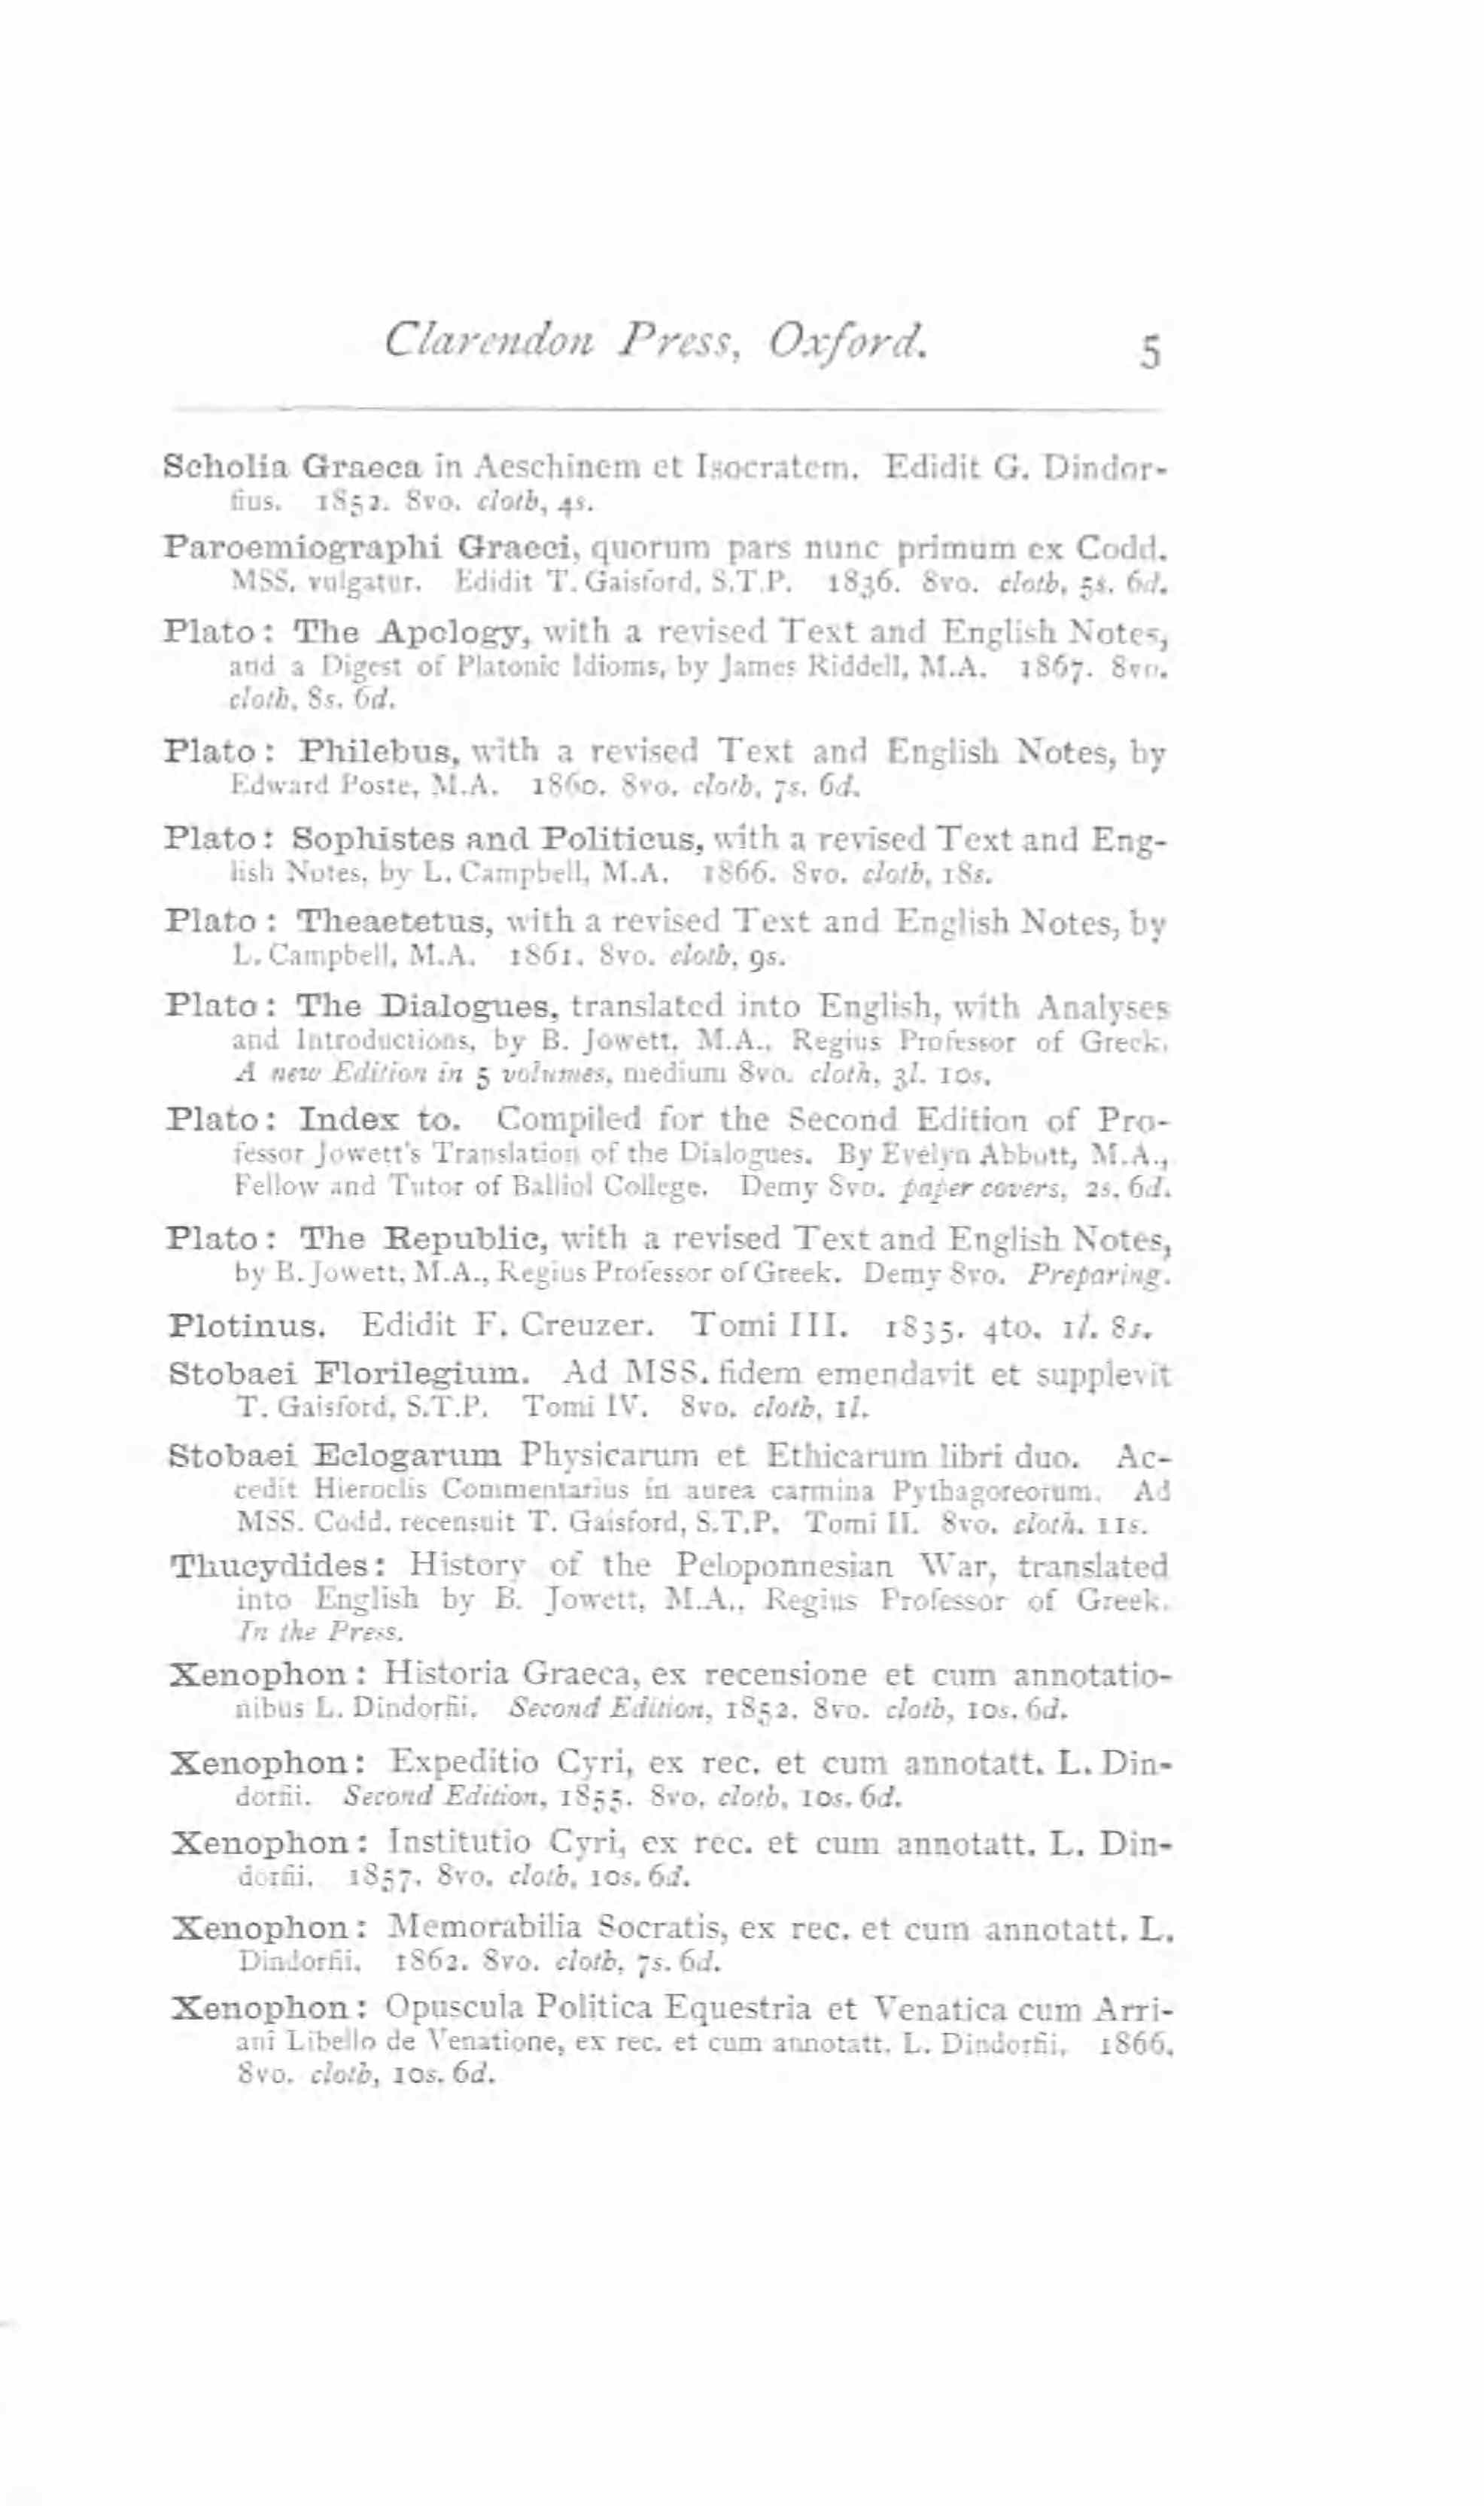 Clarendon Press, Oxford. 5
Scholia Graeca in Aeschinem et Isocratem. Edidit G. Dindor-
fius. 1852. 8vo. cloth, 4s.
Paroemiographi Graeci, quorum pars nunc primum ex Codd.
MSS. vulgatur. Edidit T. Gaisford, S.T.P. 1836. 8vo. cloth, 5s. 6d.
Plato: The Apology, with a revised Text and English Notes,
and a Digest of Platonic Idioms, by James Riddell, M.A. 1867. 8vo.
cloth, 8s. 6d.
Plato: Philebus, with a revised Text and English Notes, by
Edward Poste, M.A. 1860. 8vo. cloth, 7s. 6d.
Plato: Sophistes and Politicus, with a revised Text and Eng-
lish Notes, by L. Campbell, M.A. 1866. 8vo. cloth, 18s.
Plato: Theaetetus, with a revised Text and English Notes, by
L. Campbell, M.A. 1861. 8vo. cloth, 9s.
Plato: The Dialogues, translated into English, with Analyses
and Introductions, by B. Jowett, M.A., Regius Professor of Greek.
A new Edition in 5 volumes, medium 8vo. cloth, 3l. 10s.
Plato: Index to. Compiled for the Second Edition of Pro-
fessor Jowett's Translation of the Dialogues. By Evelyn Abbott, M.A.,
Fellow and Tutor of Balliol College. Demy 8vo. paper covers, 2s. 6d.
Plato: The Republic, with a revised Text and English Notes,
by B. Jowett, M.A., Regius Professor of Greek. Demy 8vo. Preparing.
Plotinus. Edidit F. Creuzer. Tomi III. 1835. 4to. 1l. 8s.
Stobaei Florilegium. Ad MSS. fidem emendavit et supplevit
T. Gaisford, S.T.P. Tomi IV. 8vo. cloth, 1l.
Stobaei Eclogarum Physicarum et Ethicarum libri duo. Ac-
cedit Hieroclis Commentarius in aurea carmina Pythagoreorum. Ad
MSS. Codd. recensuit T. Gaisford, S.T.P. Tomi II. 8vo. cloth. 11s.
Thucydides: History of the Peloponnesian War, translated
into English by B. Jowett, M.A., Regius Professor of Greek.
In the Press.
Xenophon: Historia Graeca, ex recensione et cum annotatio-
nibus L. Dindorfii. Second Edition, 1852. 8vo. cloth, 10s. 6d.
Xenophon: Expeditio Cyri, ex rec. et cum annotatt. L. Din-
dorfii. Second Edition, 1855. 8vo. cloth, 10s. 6d.
Xenophon: Institutio Cyri, ex rec. et cum annotatt. L. Din-
dorfii. 1857. 8vo. cloth, 10s. 6d.
Xenophon: Memorabilia Socratis, ex rec. et cum annotatt. L.
Dindorfii. 1862. 8vo. cloth, 7s. 6d.
Xenophon: Opuscula Politica Equestria et Venatica cum Arri-
ani Libello de Venatione, ex rec. et cum annotatt. L. Dindorfii. 1866.
8vo. cloth, 10s. 6d.